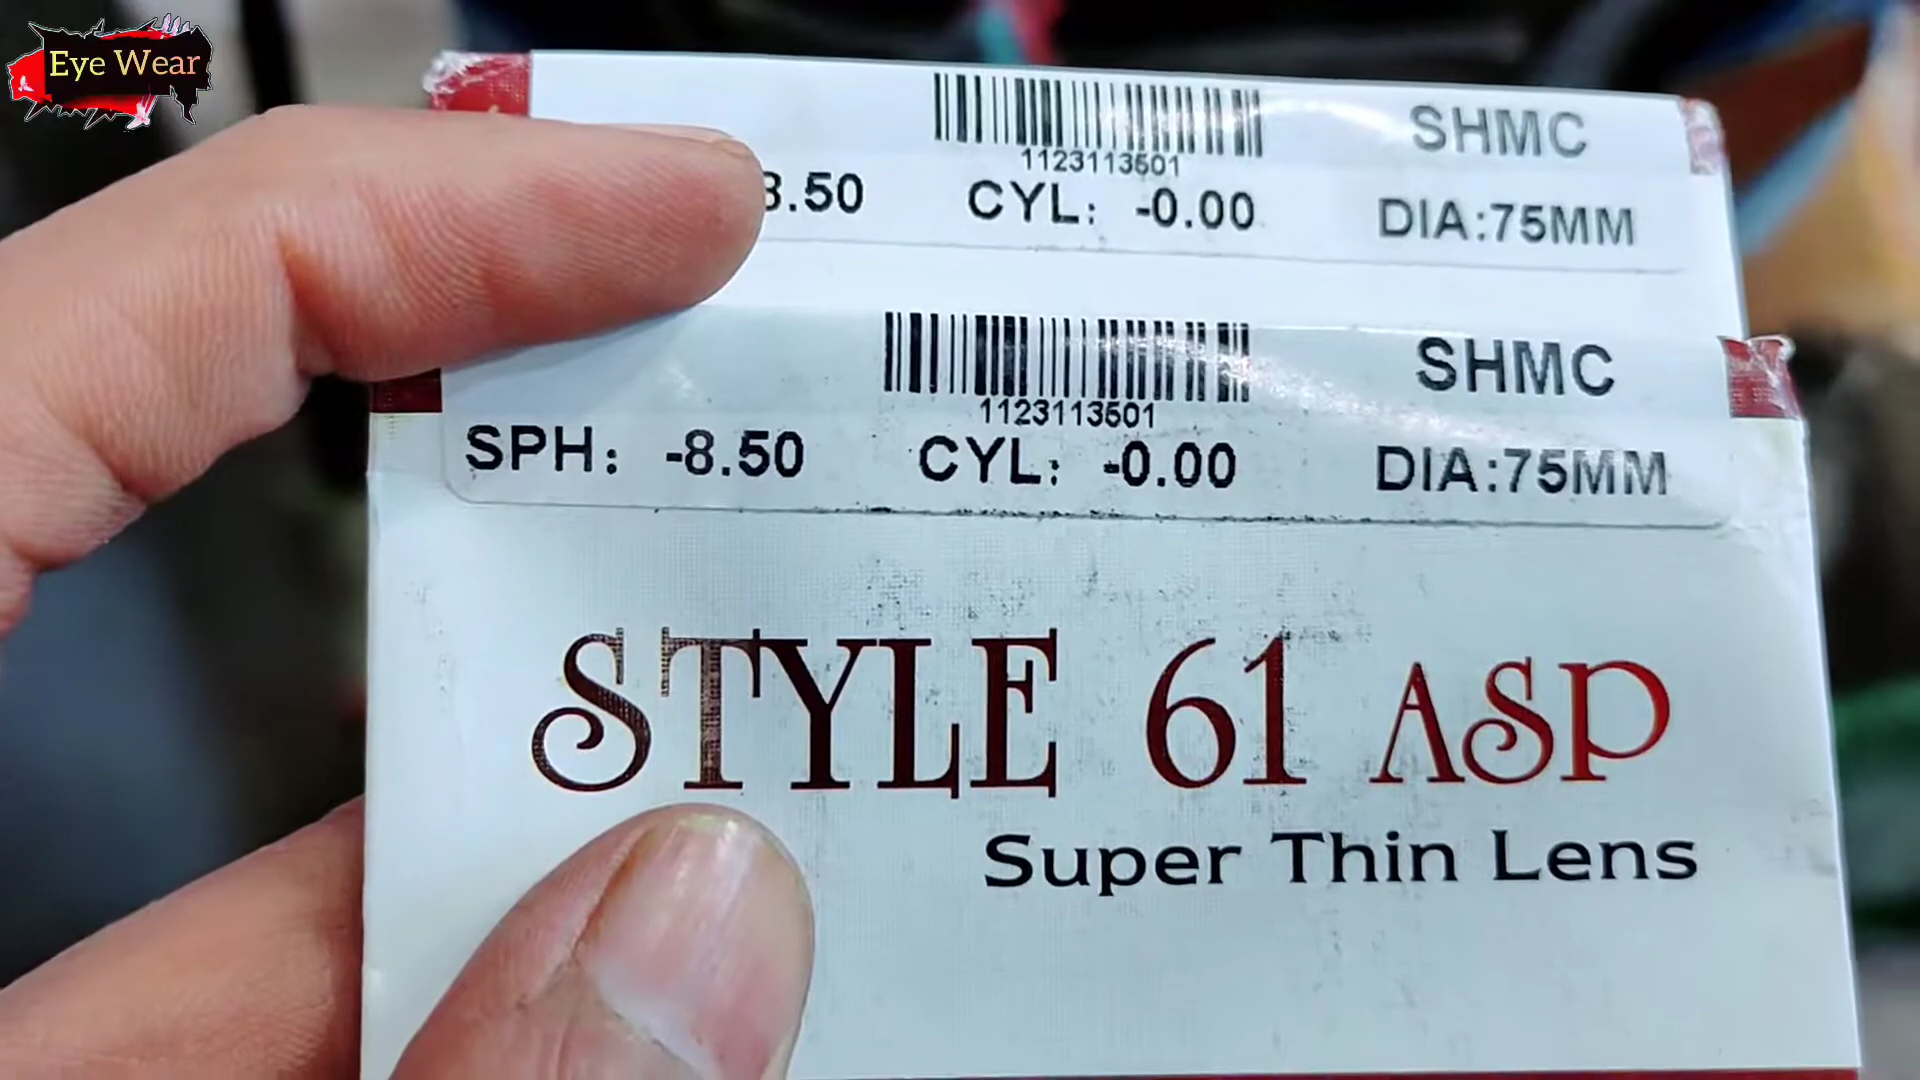 Eye Wear
1123113501
SHMC
8.50 CYL: -0.00 DIA:75MM
1123113501
SHMC
SPH: -8.50 CYL: -0.00 DIA:75MM
STYLE 61 ASP
Super Thin Lens